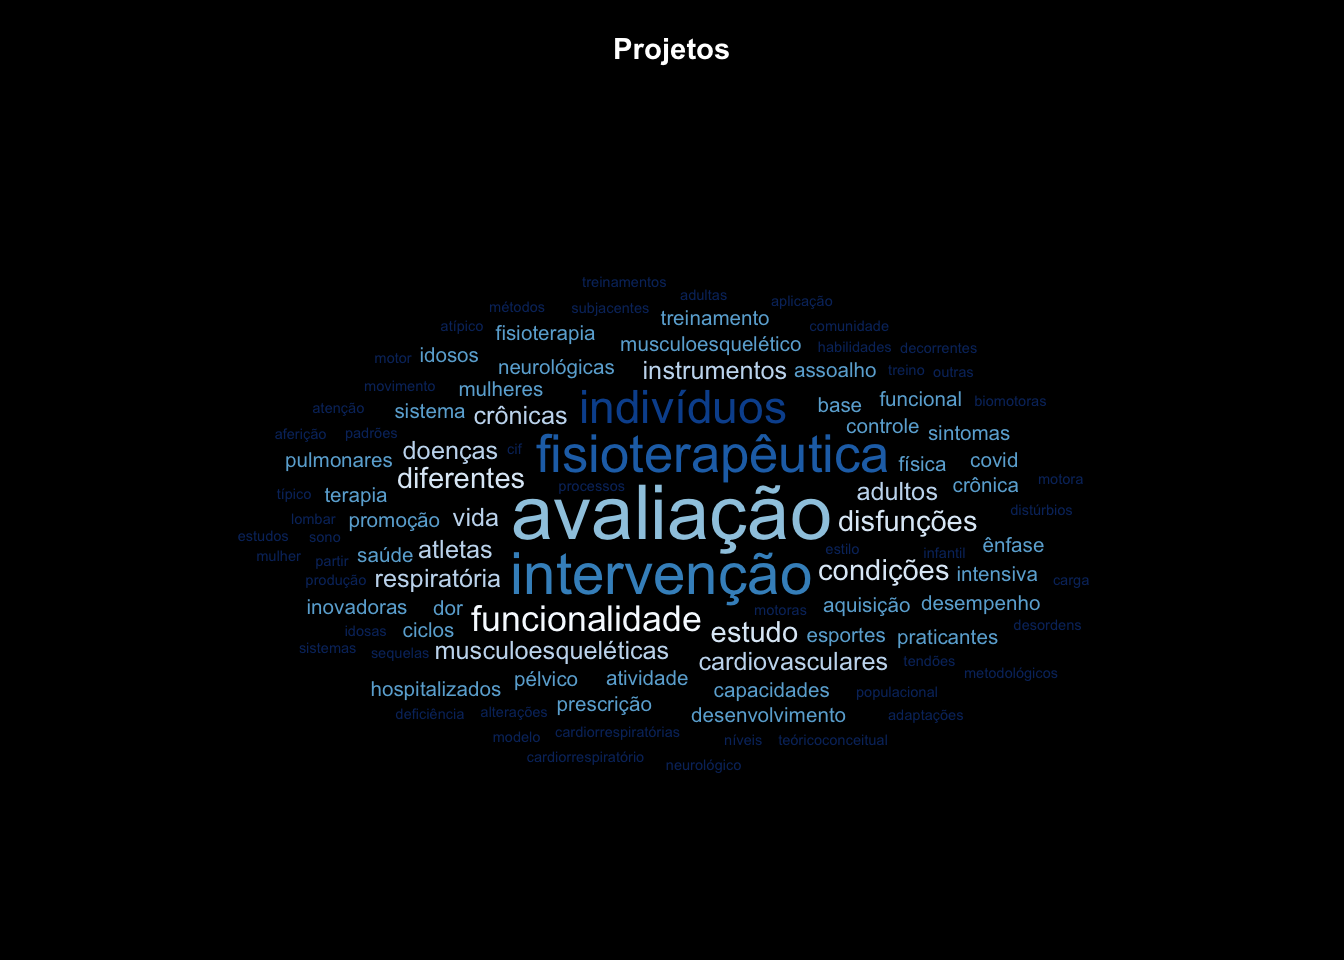 Projetos
treinamentos
adultas
métodos subjacentes aplicação
atípico fisioterapia treinamento comunidade
motor idosos musculoesquelético habilidades decorrentes
neurológicas instrumentos assoalho treino outras
movimento mulheres
atenção sistema crônicas indivíduos base funcional biomotoras
aferição padrões controle sintomas
pulmonares doenças cif fisioterapêutica física covid
diferentes processos adultos crônica motora
típico terapia
lombar promoção vida avaliação disfunções distúrbios
estudos sono
mulher partir saúde atletas estilo infantil ênfase
produção respiratória intervenção condições intensiva carga
inovadoras dor motoras aquisição desempenho
idosas ciclos funcionalidade estudo esportes praticantes desordens
sistemas sequelas musculoesqueléticas cardiovasculares tendões metodológicos
hospitalizados pélvico atividade capacidades populacional
deficiência alterações prescrição desenvolvimento adaptações
modelo cardiorrespiratórias níveis teóricoconceitual
cardiorrespiratório neurológico